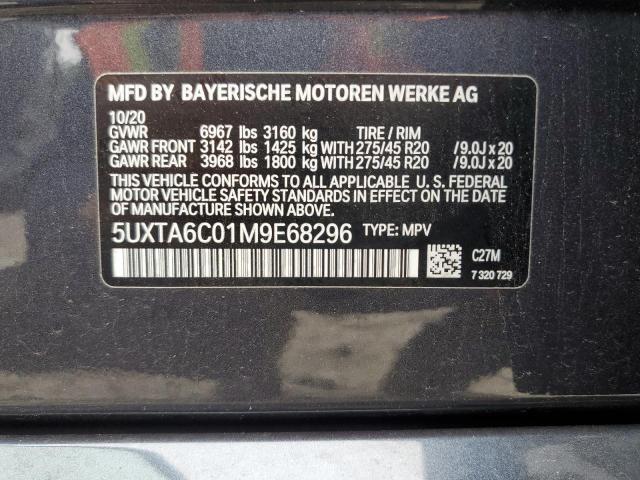 MFD BY BAYERISCHE MOTOREN WERKE AG
10/20
GVWR 6967 lbs 3160 kg TIRE / RIM
GAWR FRONT 3142 lbs 1425 kg WITH 275/45 R20 /9.0J x 20
GAWR REAR 3968 lbs 1800 kg WITH 275/45 R20 /9.0J x 20
THIS VEHICLE CONFORMS TO ALL APPLICABLE U. S. FEDERAL
MOTOR VEHICLE SAFETY STANDARDS IN EFFECT ON THE DATE
OF MANUFACTURE SHOWN ABOVE.
5UXTA6C01M9E68296 TYPE: MPV
C27M
7 320 729